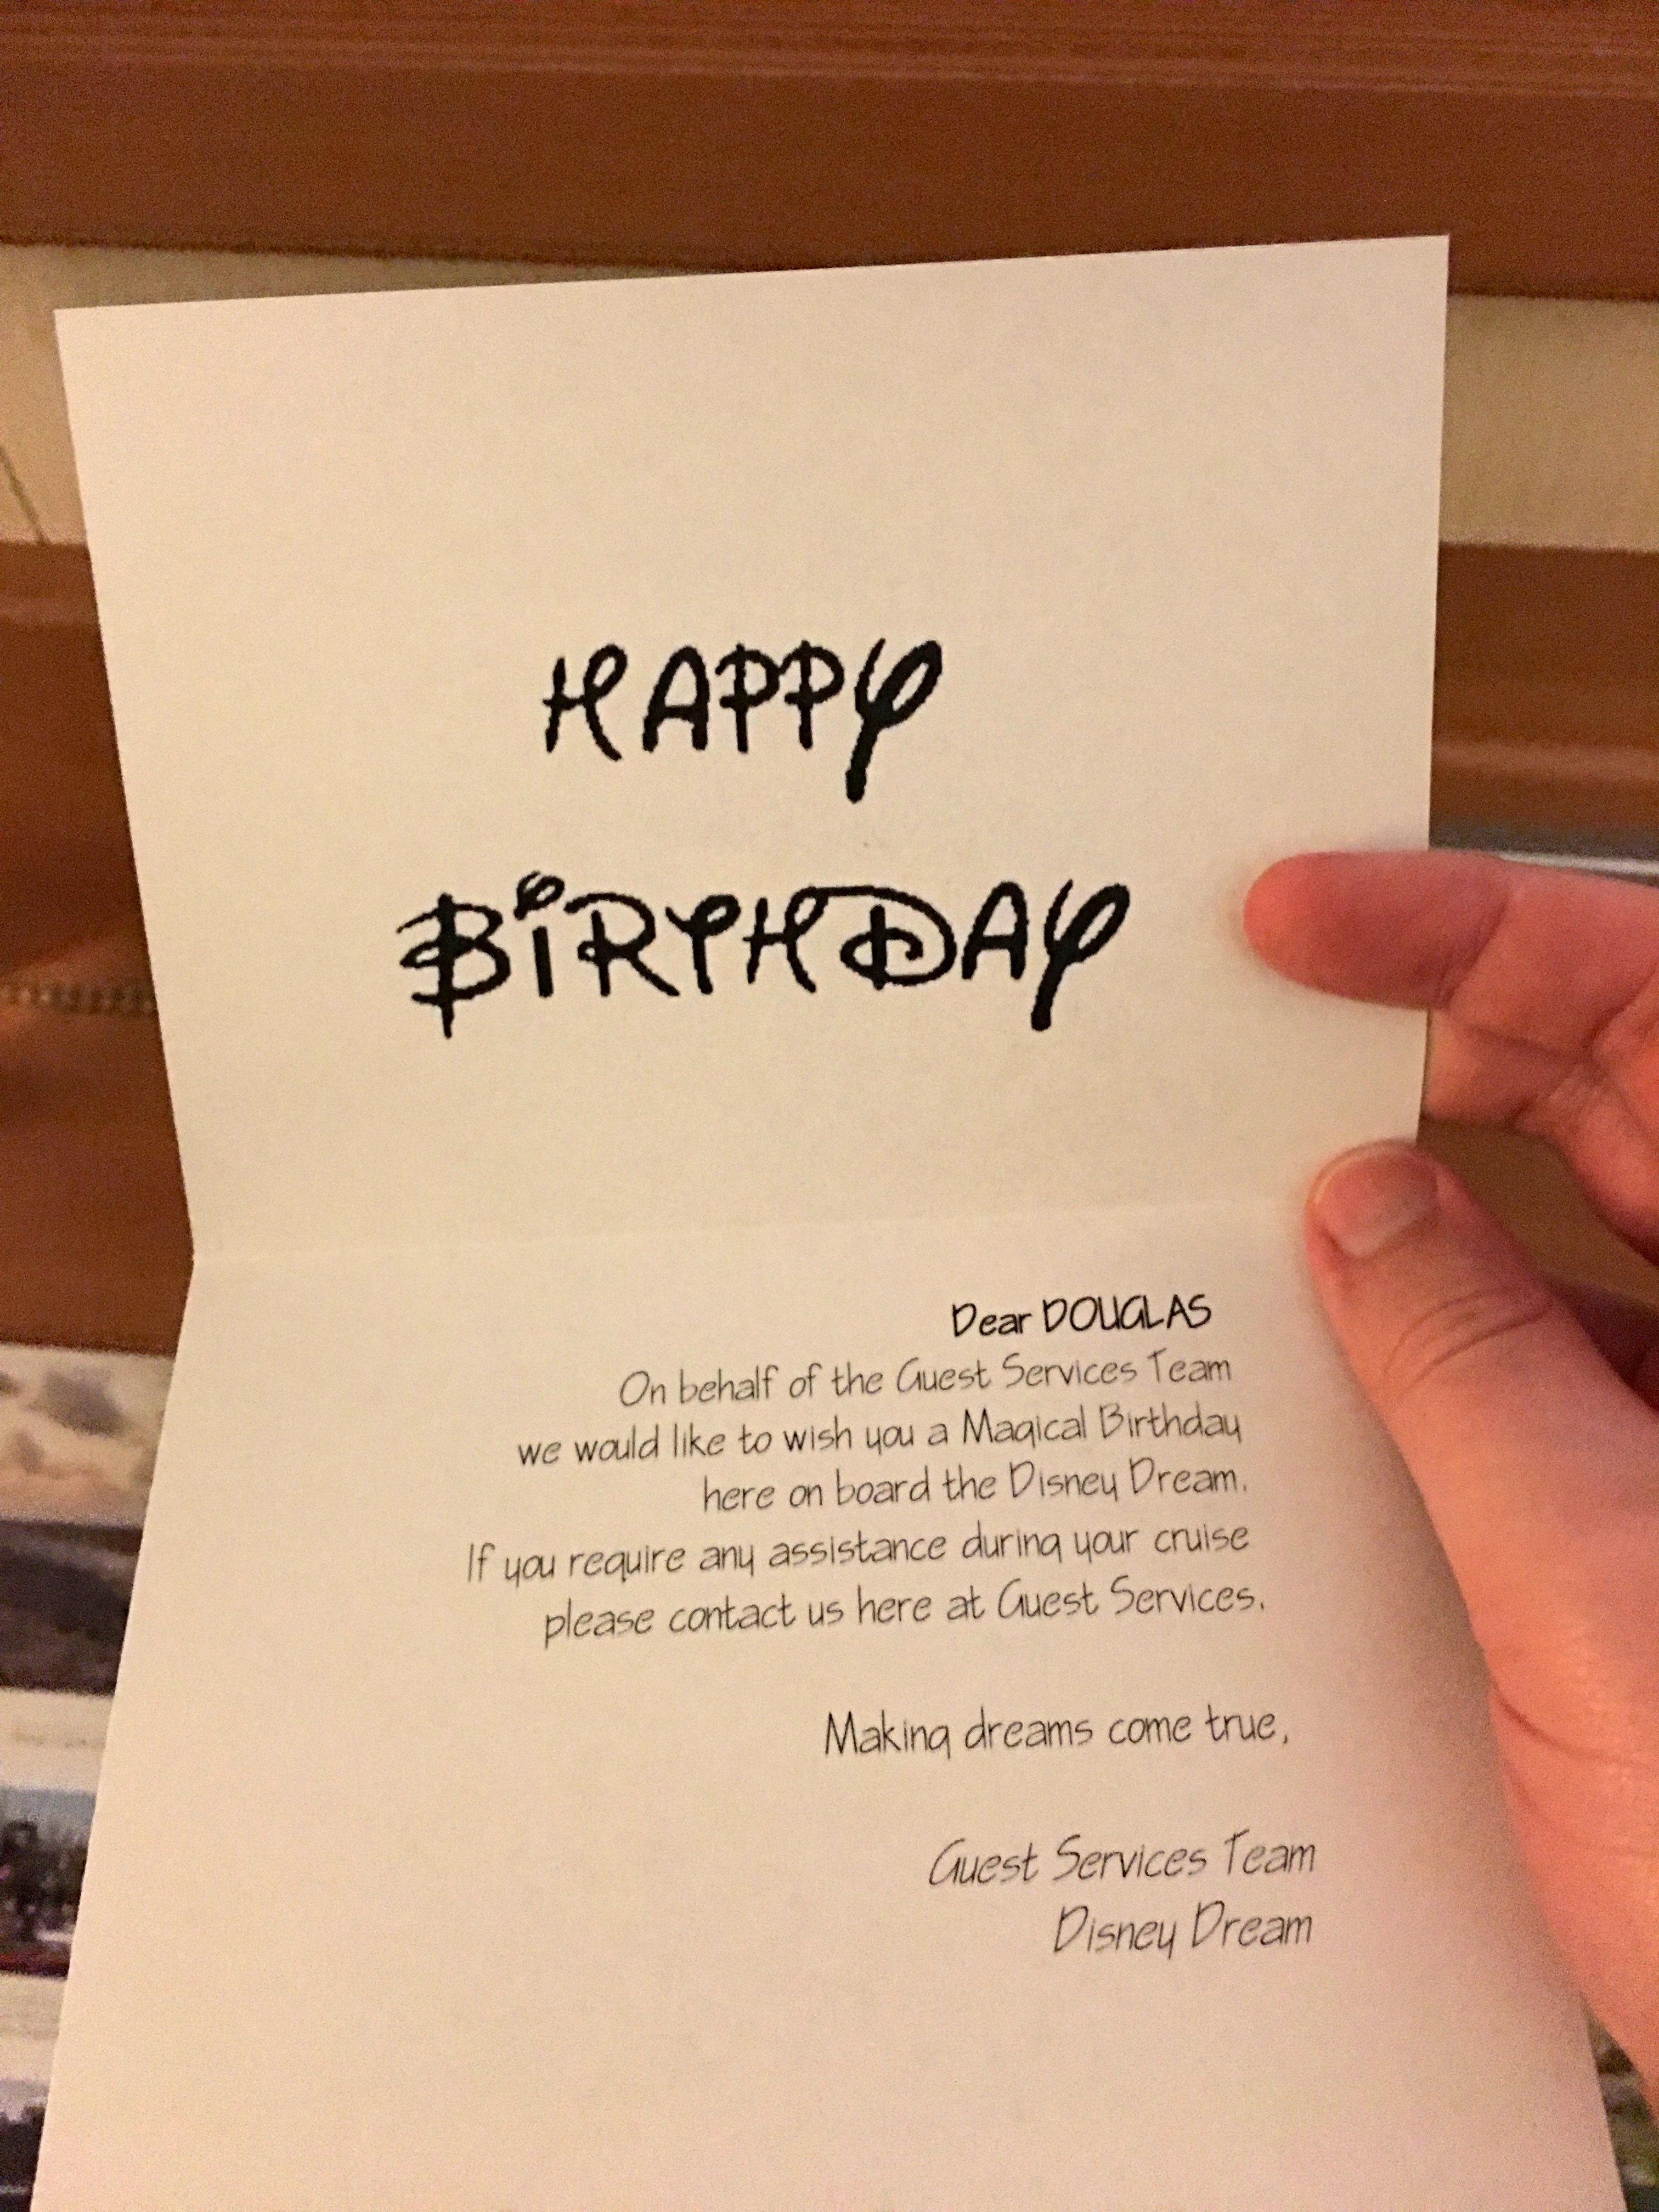 HAPPY
BiRTHDAY
Dear DOUGLAS
On behalf of the Guest Services Team
we would like to wish you a Magical Birthday
here on board the Disney Dream.
If you require any assistance during your cruise
please contact us here at Guest Services.
Making dreams come true,
Guest Services Team
Disney Dream